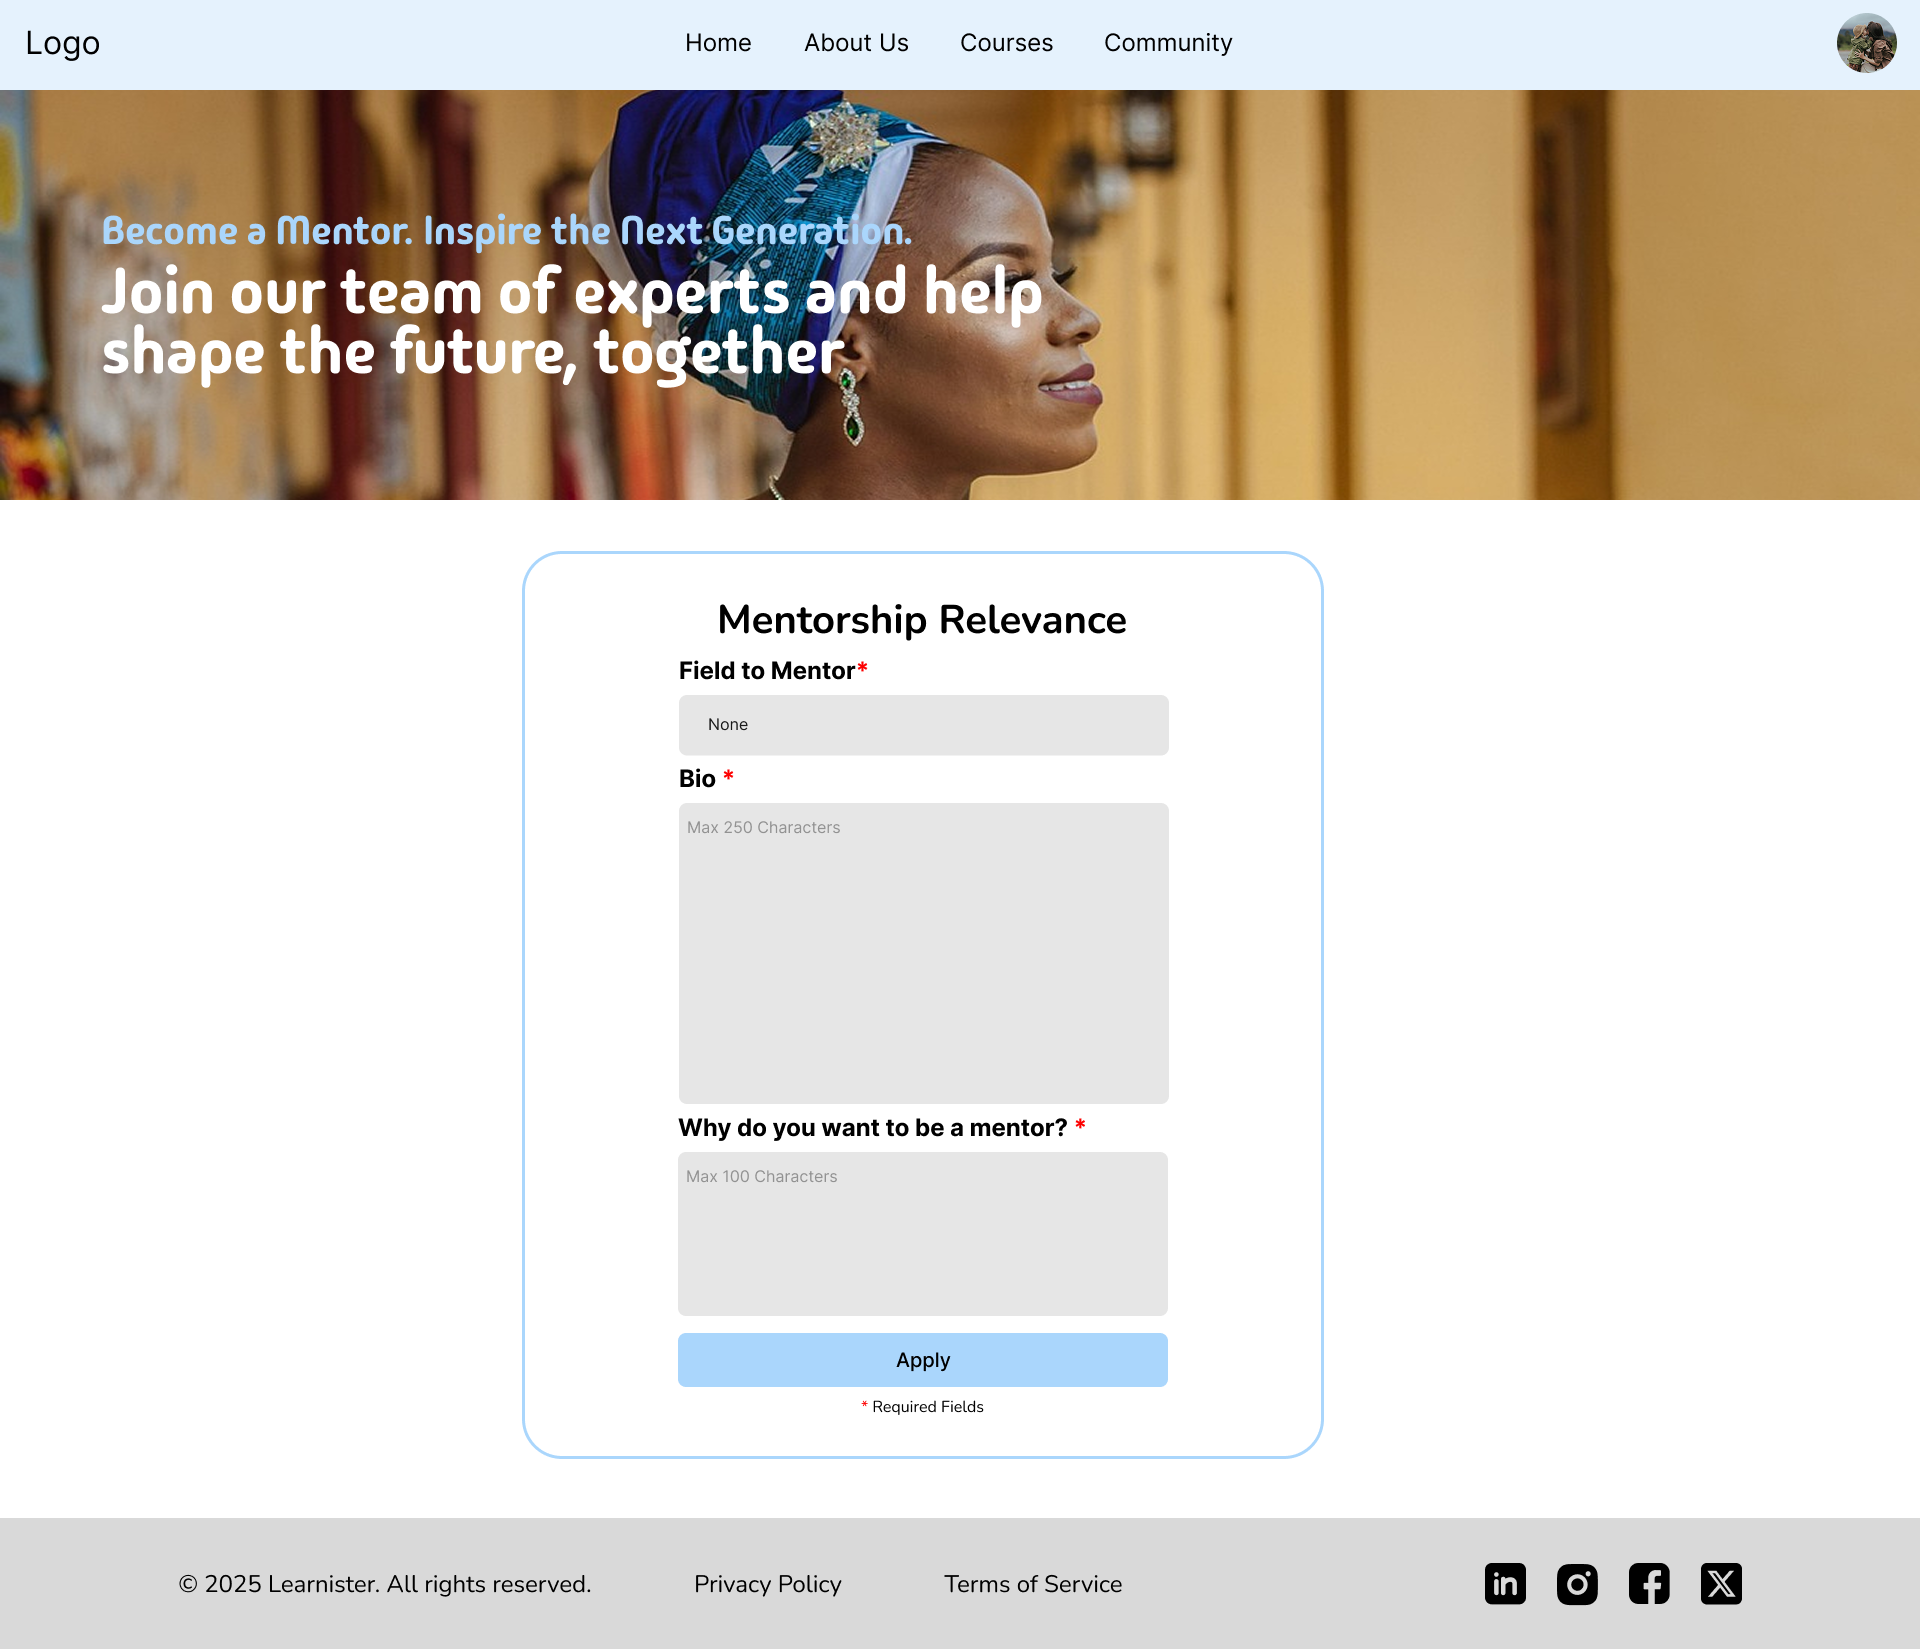 Logo
Home
About Us
Courses
Community
Become a Mentor. Inspire the Next Generation.
Join our team of experts and help
shape the future, together
Mentorship Relevance
Field to Mentor*
None
Bio *
Max 250 Characters
Why do you want to be a mentor? *
Max 100 Characters
Apply
* Required Fields
© 2025 Learnister. All rights reserved.
Privacy Policy
Terms of Service